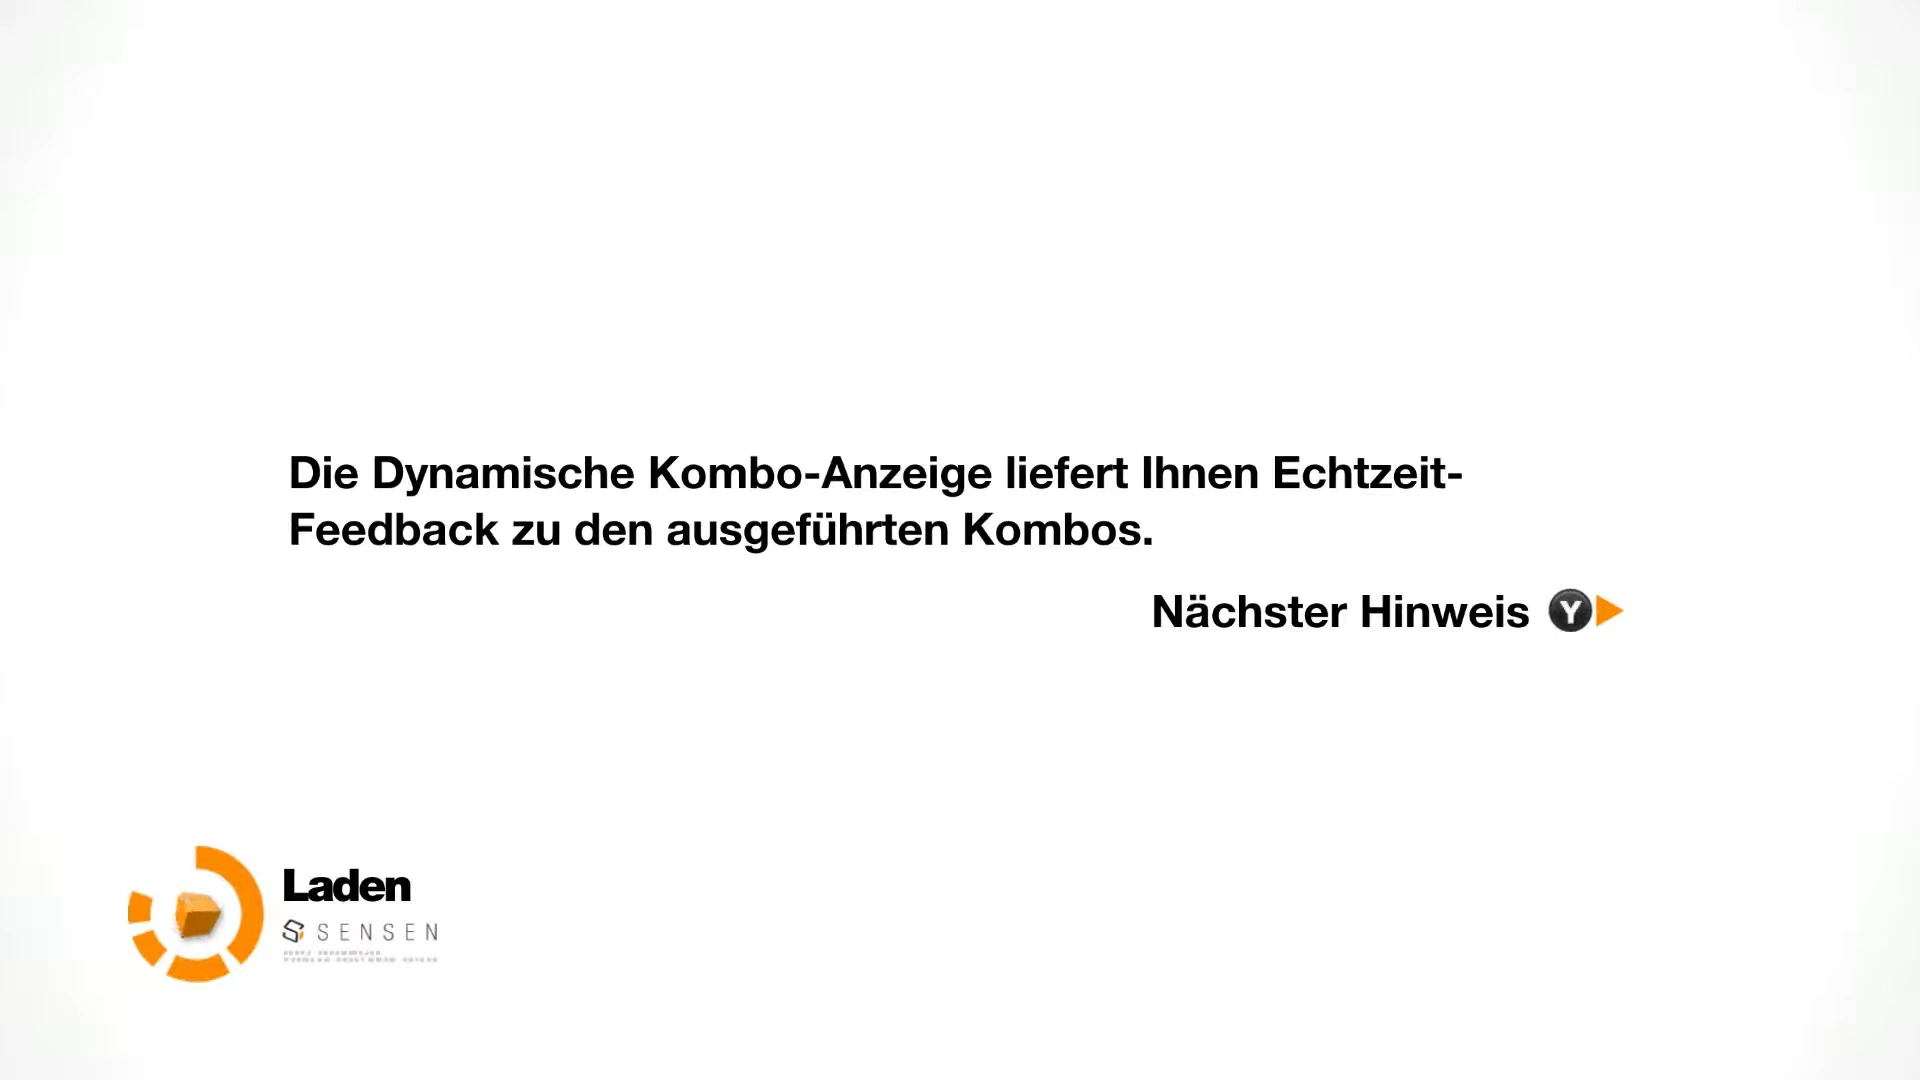 Die Dynamische Kombo-Anzeige liefert Ihnen Echtzeit-
Feedback zu den ausgeführten Kombos.
Nächster Hinweis Y
Laden
SENSEN